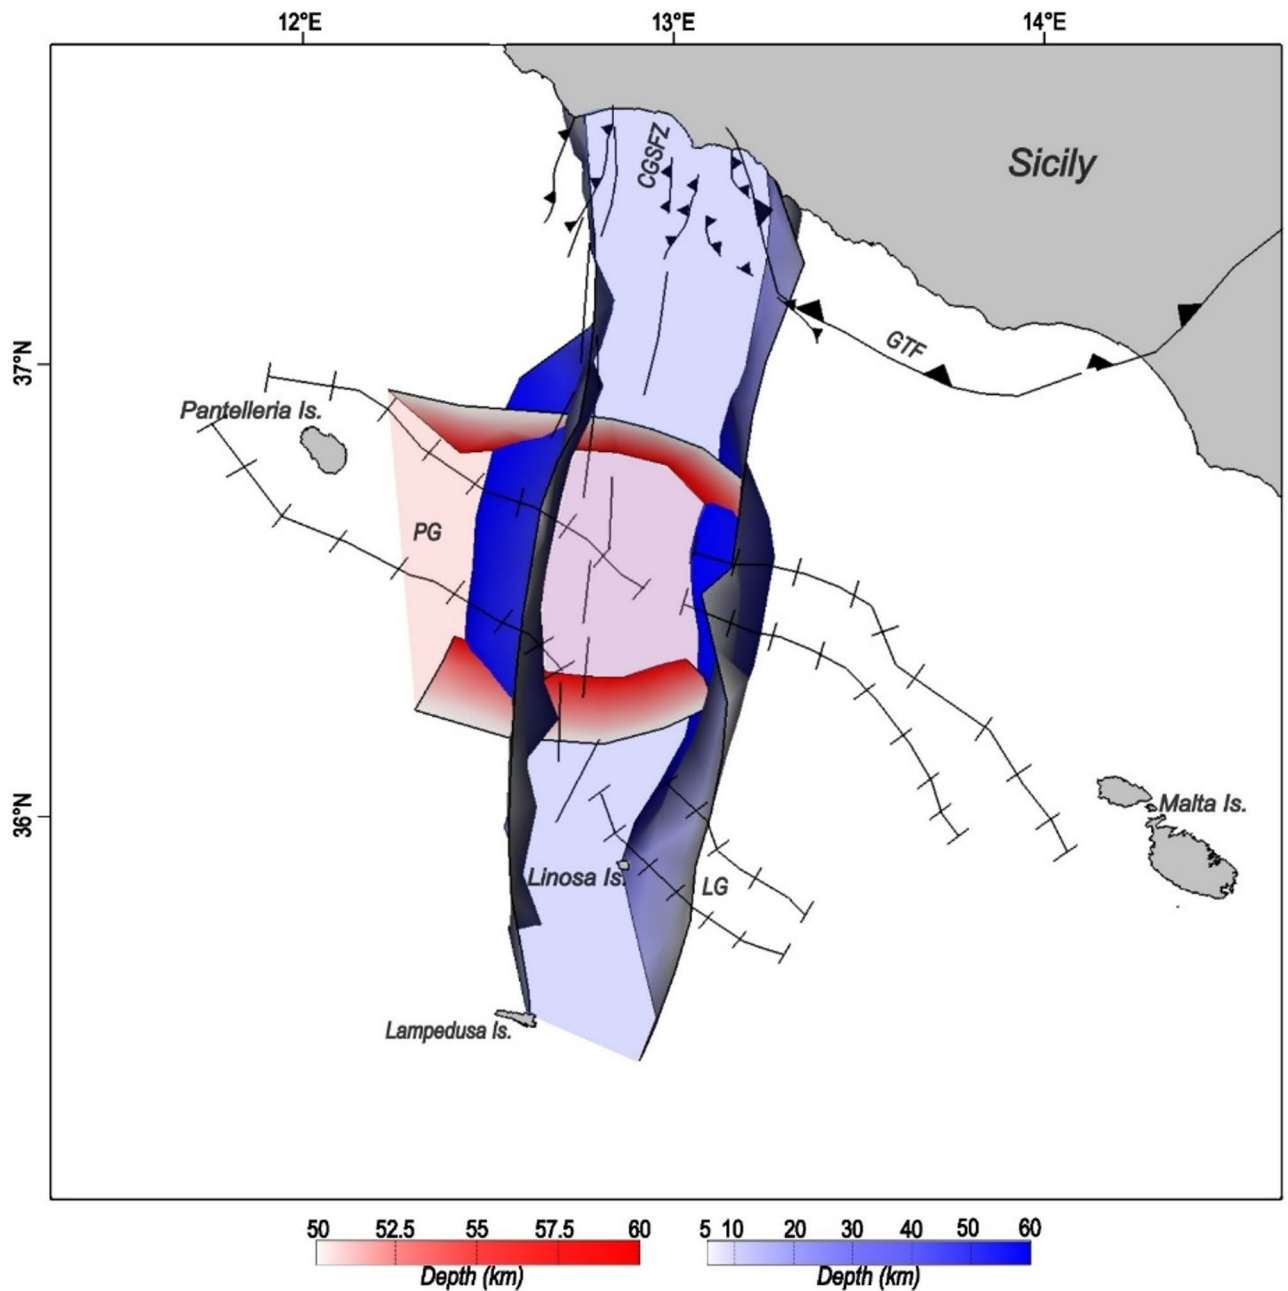 12°E 13°E 14°E
CGSFZ
Sicily
37°N
GTF
Pantelleria Is.
PG
36°N
Malta Is.
Linosa Is.
LG
Lampedusa Is.
50 52.5 55 57.5 60
Depth (km)
5 10 20 30 40 50 60
Depth (km)